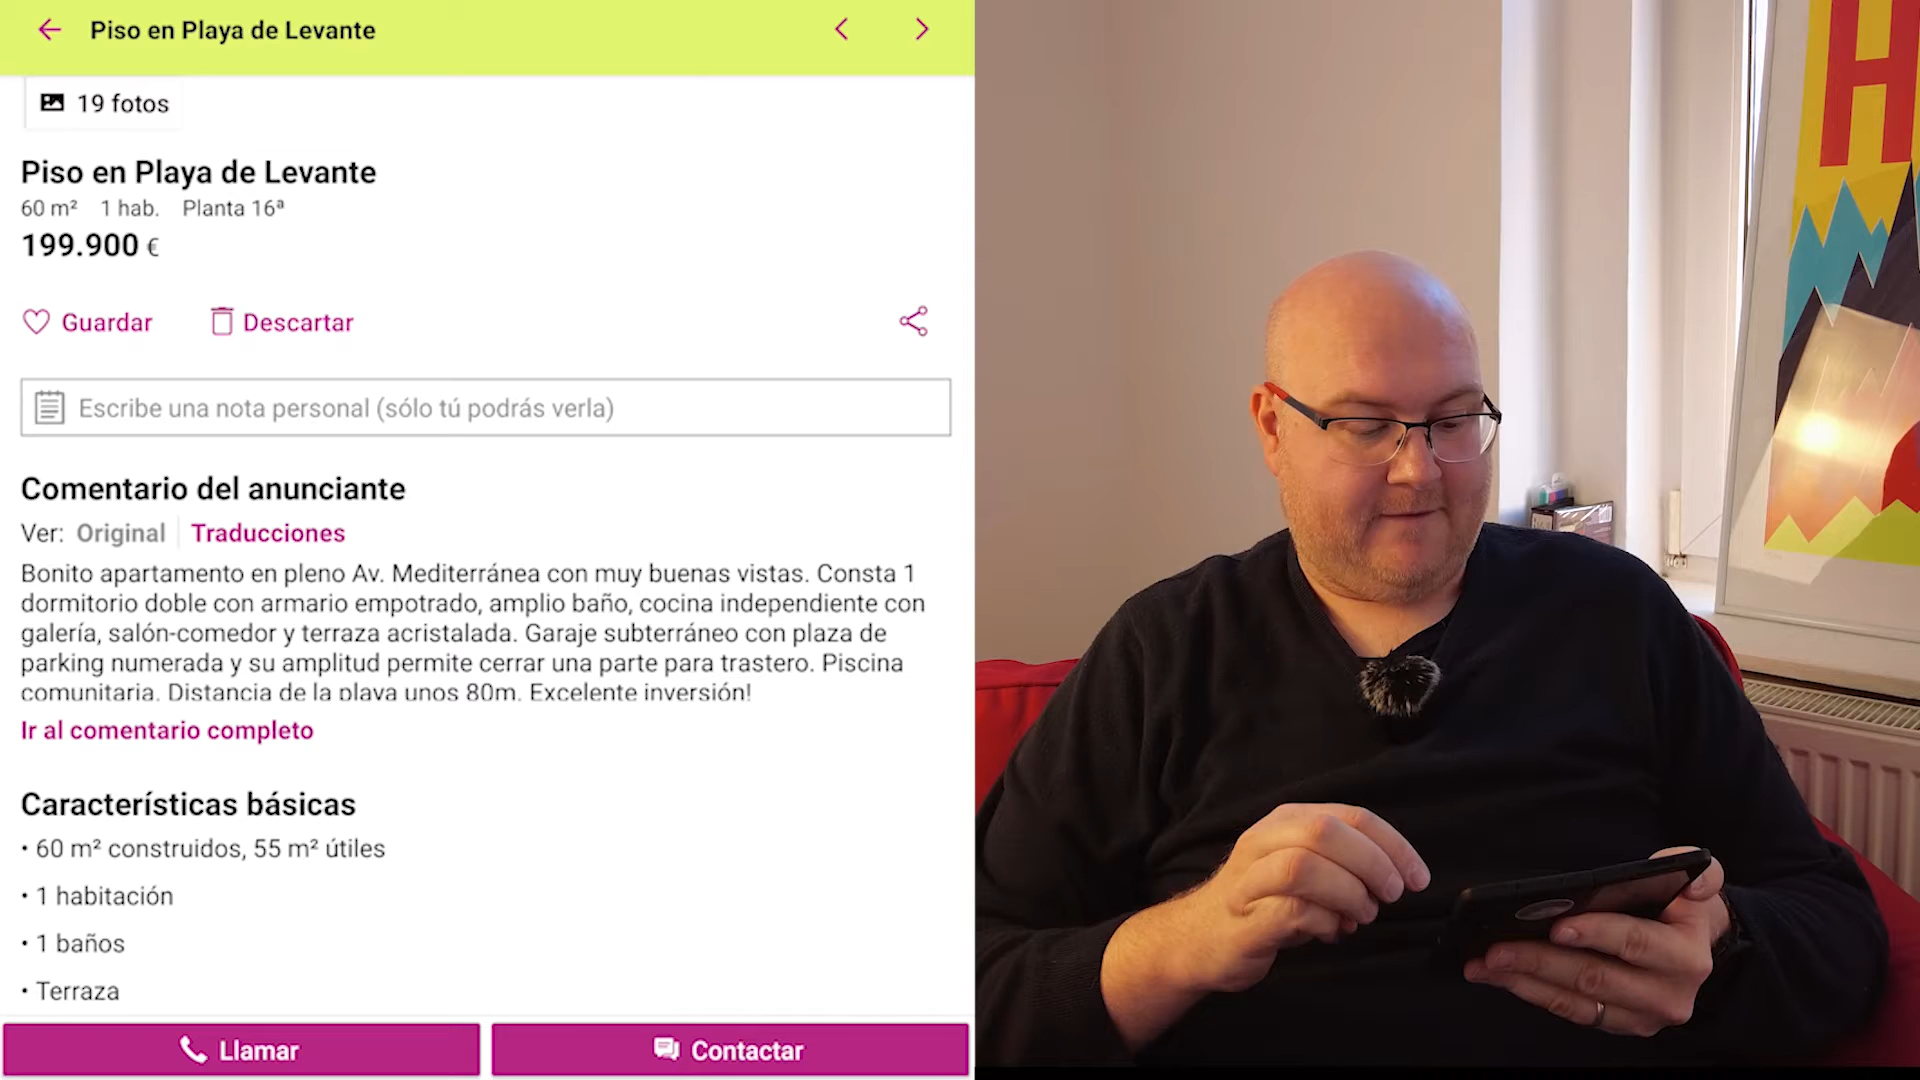 Piso en Playa de Levante
19 fotos
Piso en Playa de Levante
60 m² 1 hab. Planta 16ª
199.900 €
Guardar Descartar
Escribe una nota personal (sólo tú podrás verla)
Comentario del anunciante
Ver: Original Traducciones
Bonito apartamento en pleno Av. Mediterránea con muy buenas vistas. Consta 1
dormitorio doble con armario empotrado, amplio baño, cocina independiente con
galería, salón-comedor y terraza acristalada. Garaje subterráneo con plaza de
parking numerada y su amplitud permite cerrar una parte para trastero. Piscina
comunitaria. Distancia de la playa unos 80m. Excelente inversión!
Ir al comentario completo
Características básicas
• 60 m² construidos, 55 m² útiles
• 1 habitación
• 1 baños
• Terraza
Llamar Contactar
H